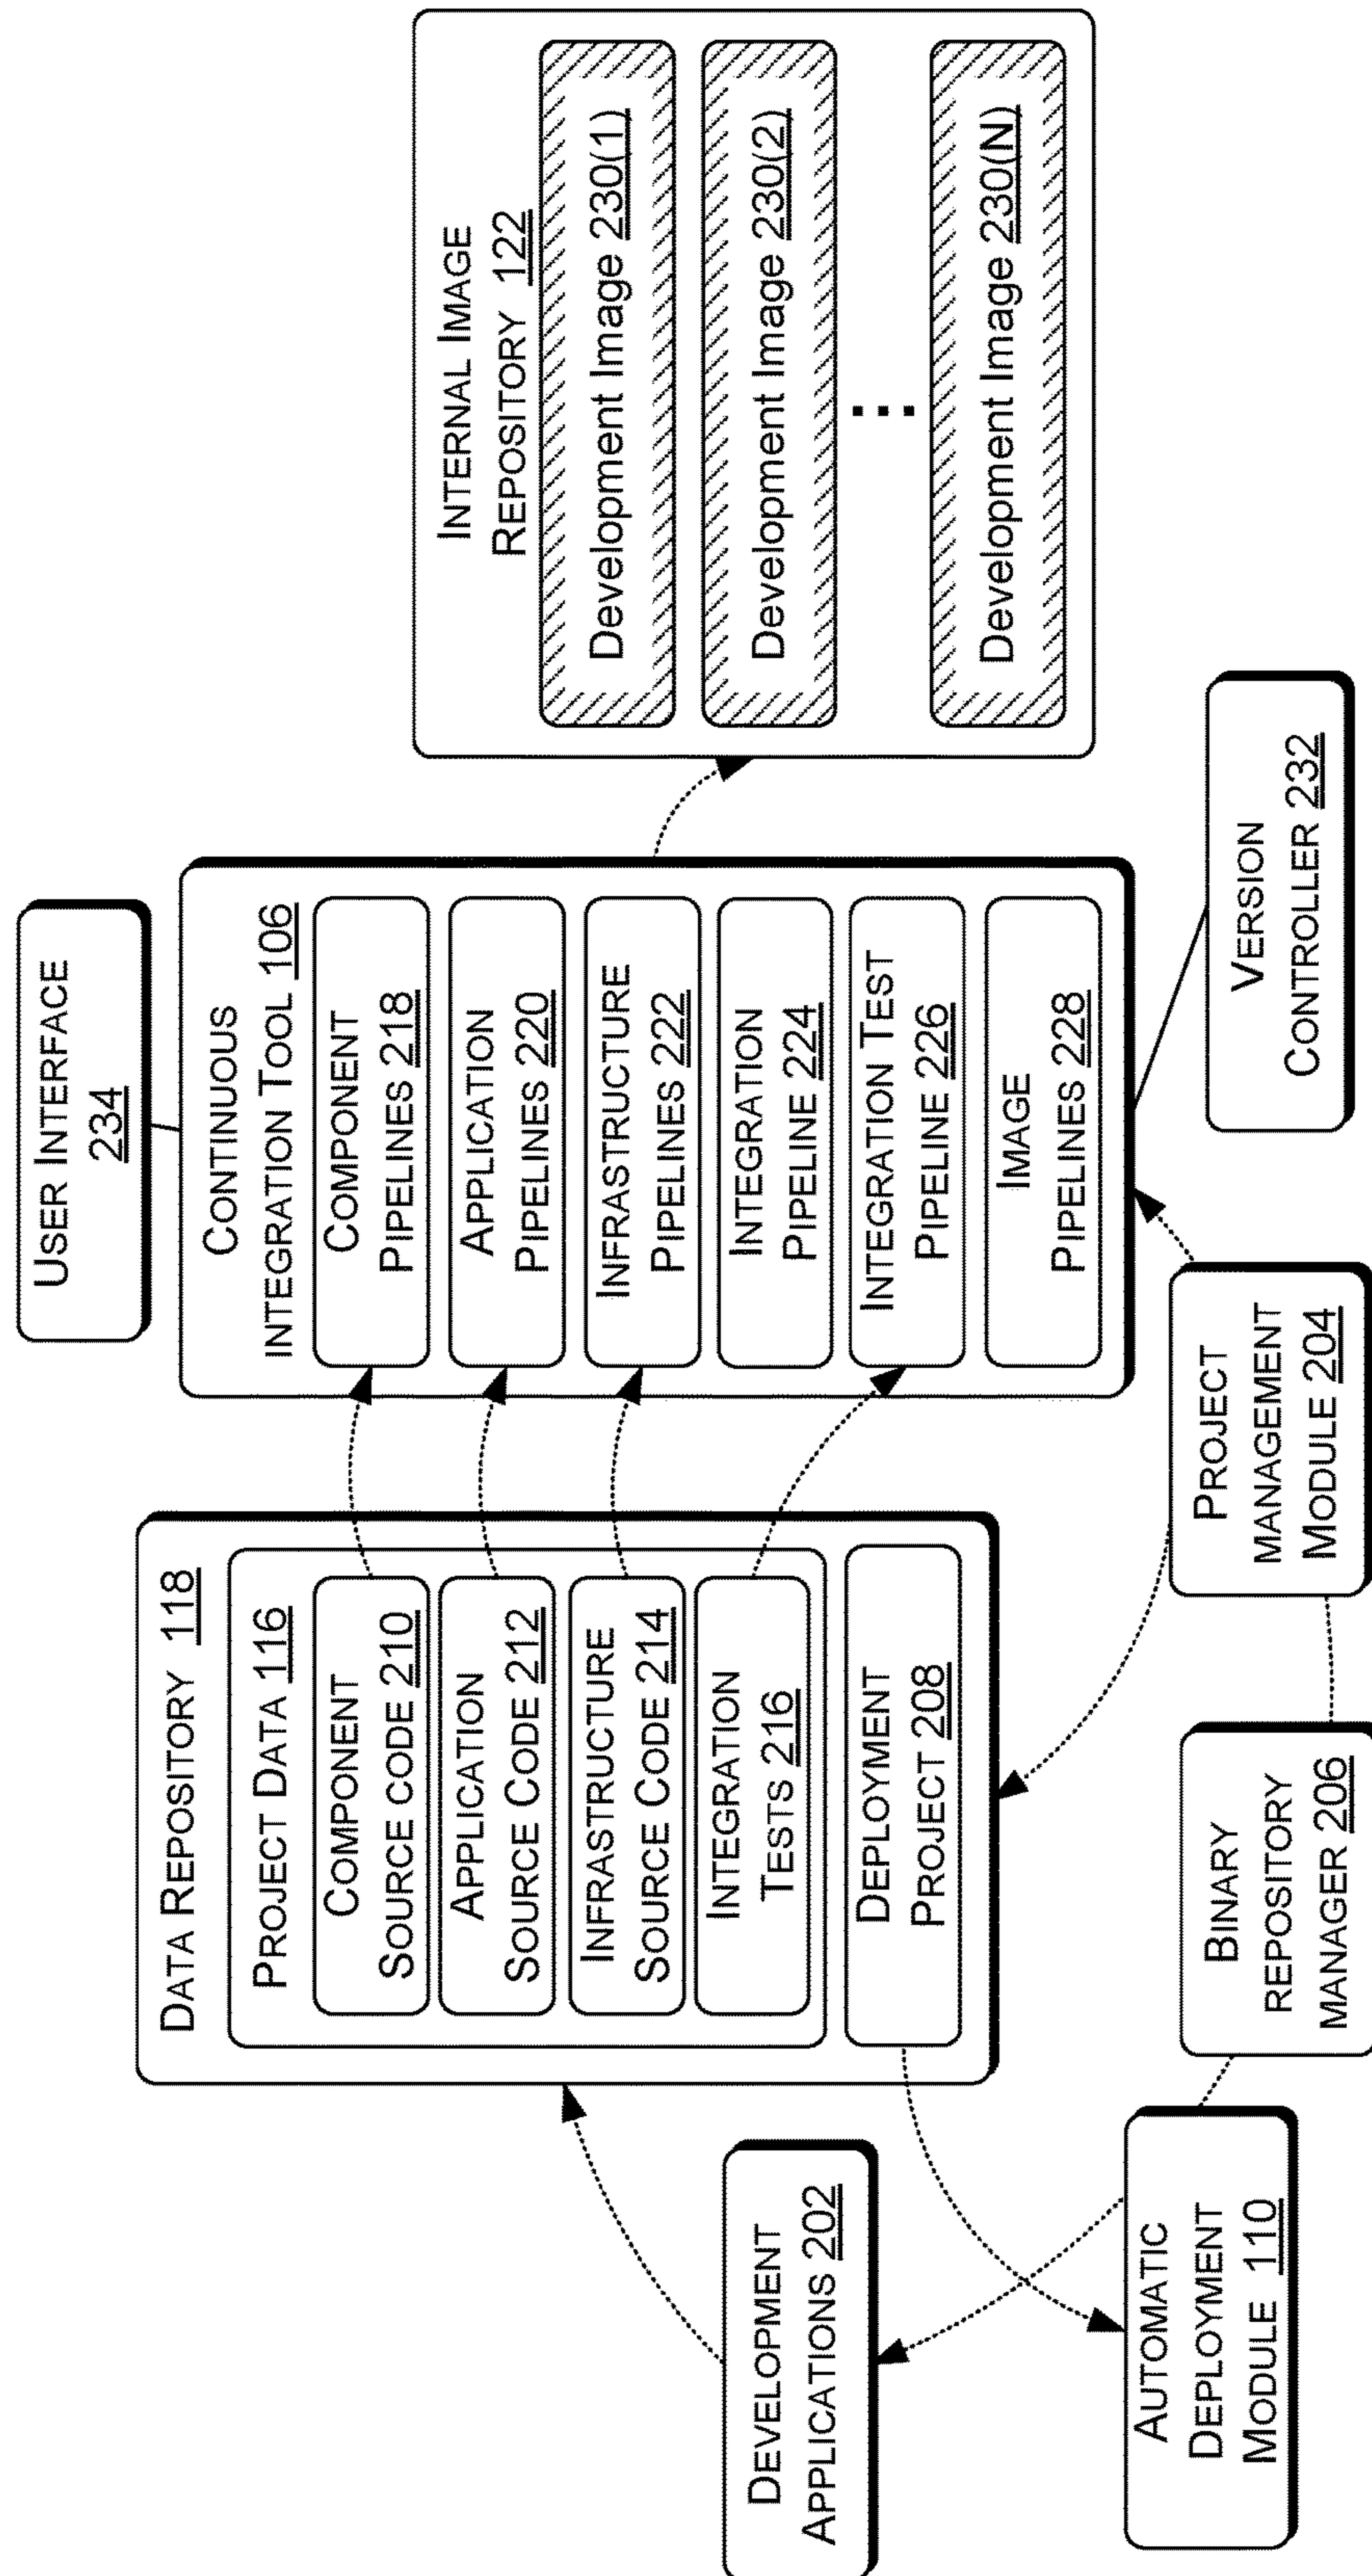 USER INTERFACE
234
DATA REPOSITORY 118
PROJECT DATA 116
COMPONENT
SOURCE CODE 210
APPLICATION
SOURCE CODE 212
INFRASTRUCTURE
SOURCE CODE 214
INTEGRATION
TESTS 216
DEPLOYMENT
PROJECT 208
CONTINUOUS
INTEGRATION TOOL 106
COMPONENT
PIPELINES 218
APPLICATION
PIPELINES 220
INFRASTRUCTURE
PIPELINES 222
INTEGRATION
PIPELINE 224
INTEGRATION TEST
PIPELINE 226
IMAGE
PIPELINES 228
INTERNAL IMAGE
REPOSITORY 122
Development Image 230(1)
Development Image 230(2)
...
Development Image 230(N)
DEVELOPMENT
APPLICATIONS 202
AUTOMATIC
DEPLOYMENT
MODULE 110
BINARY
REPOSITORY
MANAGER 206
PROJECT
MANAGEMENT
MODULE 204
VERSION
CONTROLLER 232